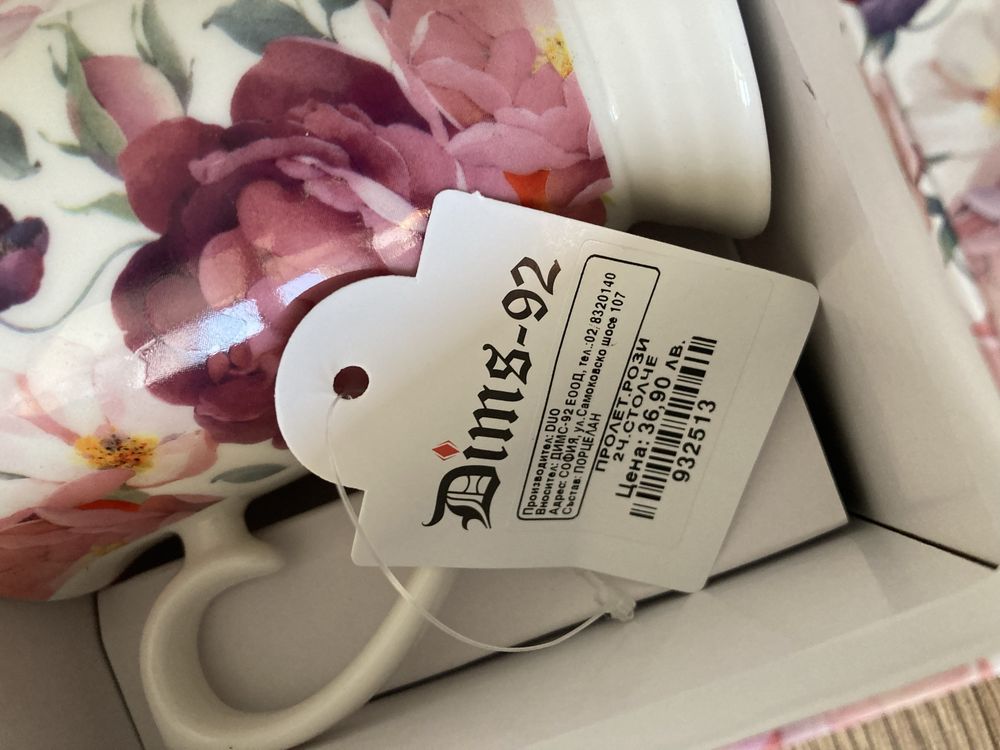 Dims-92
Производител: DUO
Вносител: ДИМС-92 ЕООД, тел.:02/8320140
Адрес: СОФИЯ, ул.Самоковско шосе 107
Състав: ПОРЦЕЛАН
ПРОЛЕТ.РОЗИ
2Ч.СТОЛЧЕ
Цена: 36,90 лв.
932513